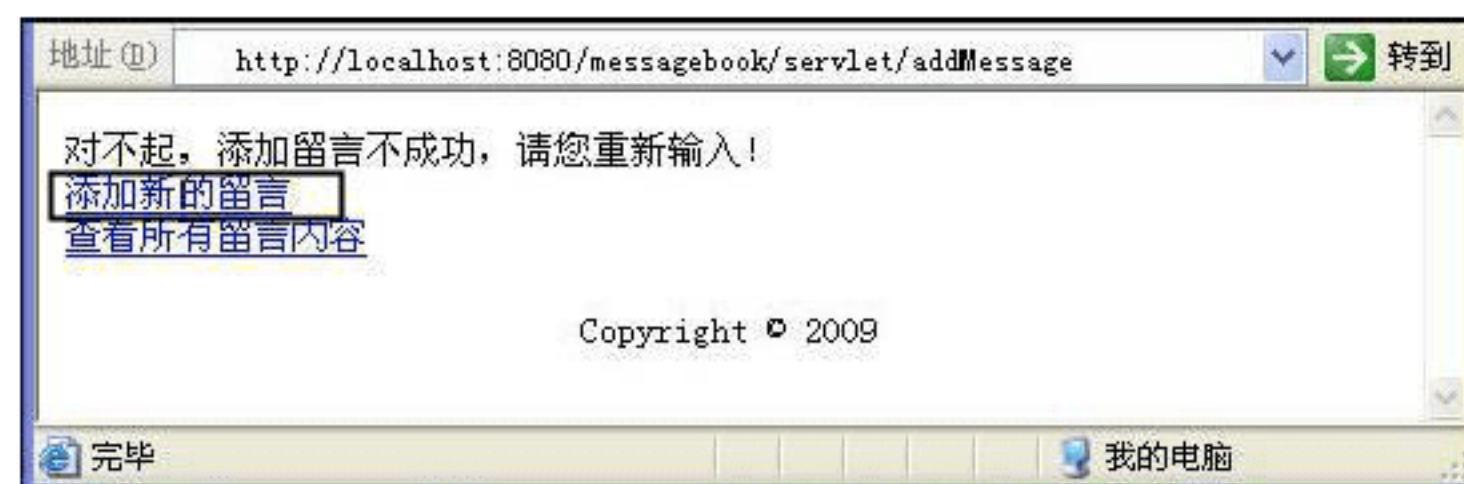 地址(D) http://localhost:8080/messagebook/servlet/addMessage 转到
对不起，添加留言不成功，请您重新输入！
添加新的留言
查看所有留言内容
Copyright © 2009
完毕 我的电脑